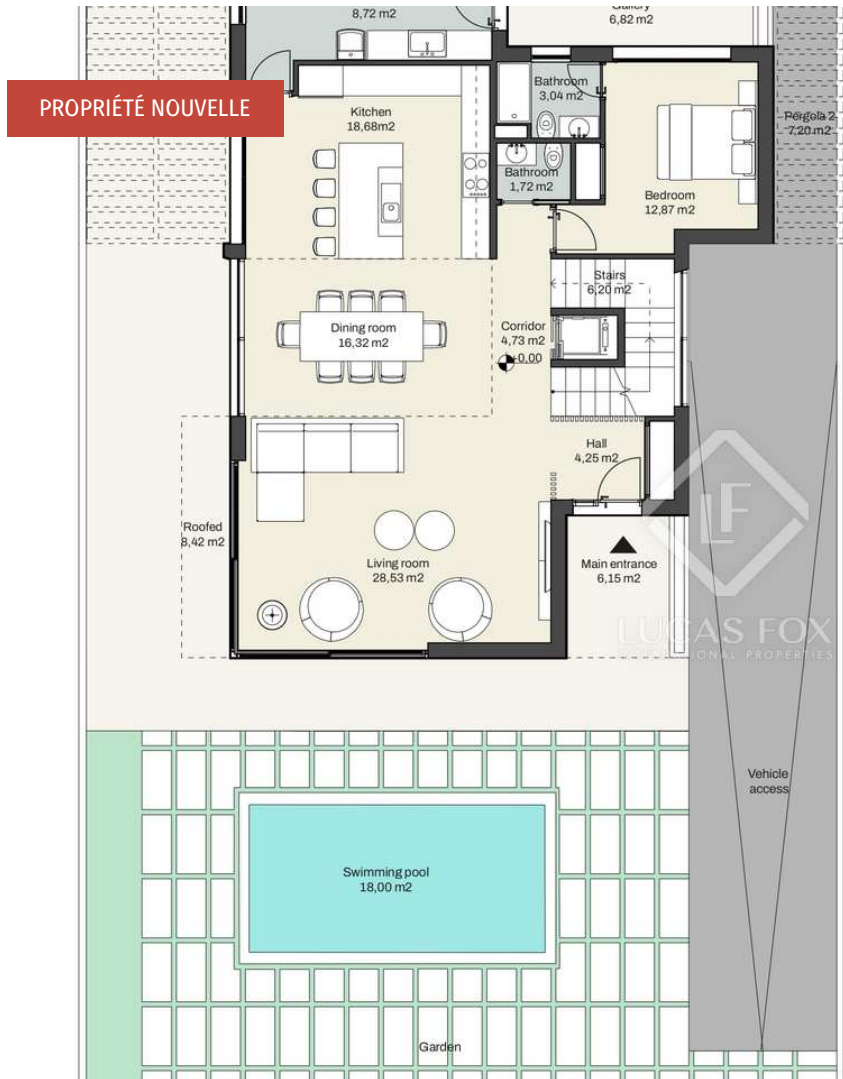 8,72 m2
Gallery
6,82 m2
PROPRIÉTÉ NOUVELLE
Kitchen
18,68m2
Bathroom
3,04 m2
Pergola 2
7,20 m2
Bathroom
1,72 m2
Bedroom
12,87 m2
Stairs
6,20 m2
Dining room
16,32 m2
Corridor
4,73 m2
+0,00
Hall
4,25 m2
LF
Roofed
8,42 m2
Living room
28,53 m2
Main entrance
6,15 m2
LUCAS FOX
INTERNATIONAL PROPERTIES
Vehicle
access
Swimming pool
18,00 m2
Garden